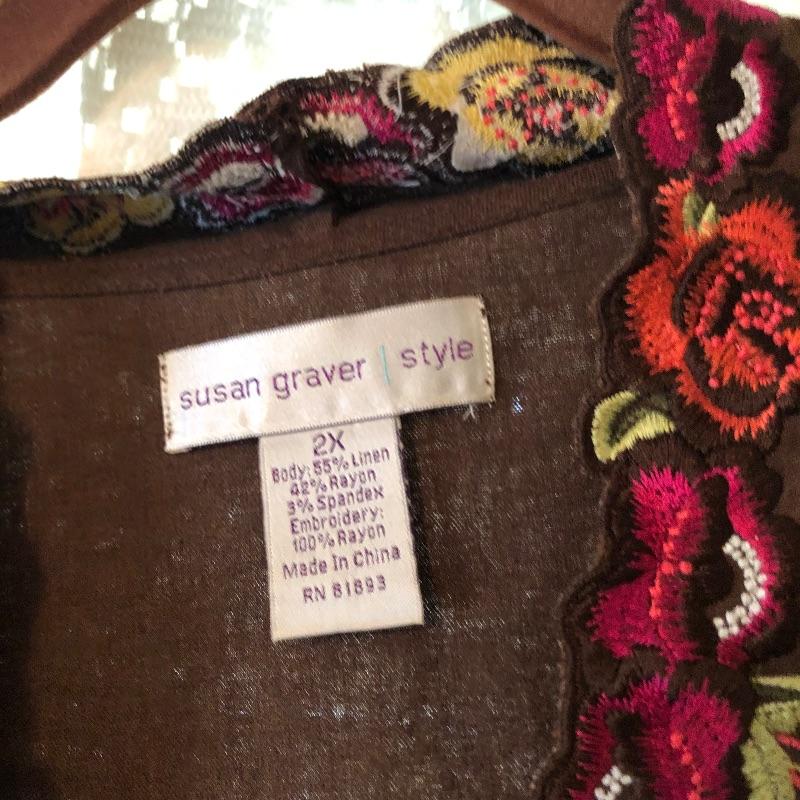 susan graver | style
2X
Body: 55% Linen
42% Rayon
3% Spandex
Embroidery:
100% Rayon
Made In China
RN 81893